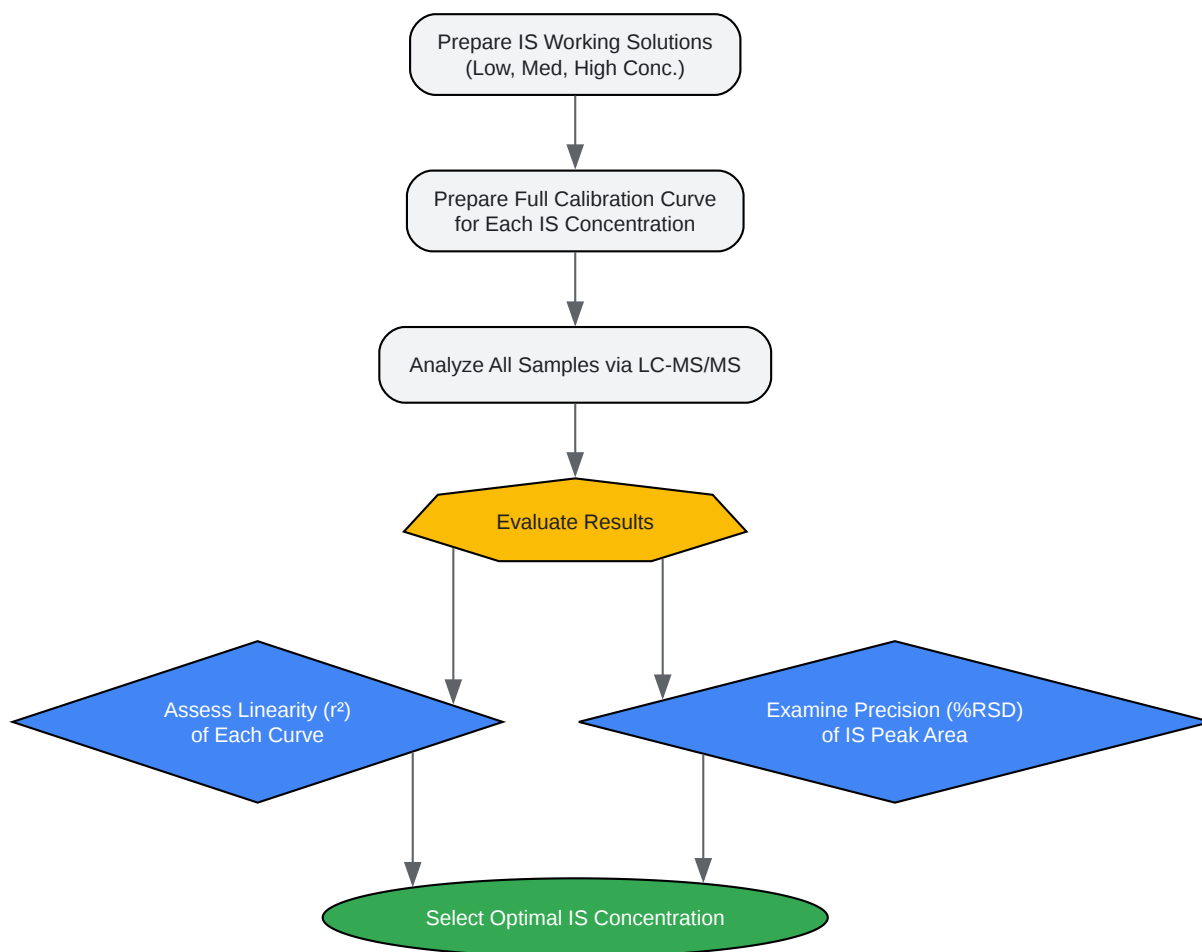 Prepare IS Working Solutions
(Low, Med, High Conc.)
Prepare Full Calibration Curve
for Each IS Concentration
Analyze All Samples via LC-MS/MS
Evaluate Results
Assess Linearity (r²)
of Each Curve
Examine Precision (%RSD)
of IS Peak Area
Select Optimal IS Concentration